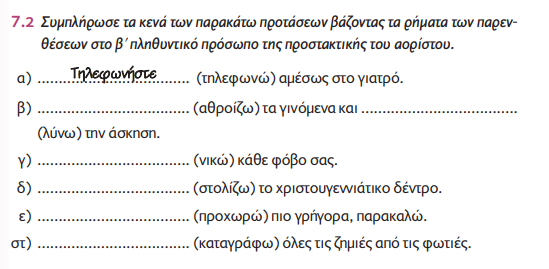 7.2 Συμπλήρωσε τα κενά των παρακάτω προτάσεων βάζοντας τα ρήματα των παρεν-
θέσεων στο β΄ πληθυντικό πρόσωπο της προστακτικής του αορίστου.
α) Τηλεφωνήστε (τηλεφωνώ) αμέσως στο γιατρό.
β) ...................................... (αθροίζω) τα γινόμενα και ......................................
(λύνω) την άσκηση.
γ) ...................................... (νικώ) κάθε φόβο σας.
δ) ...................................... (στολίζω) το χριστουγεννιάτικο δέντρο.
ε) ...................................... (προχωρώ) πιο γρήγορα, παρακαλώ.
στ) ...................................... (καταγράφω) όλες τις ζημιές από τις φωτιές.